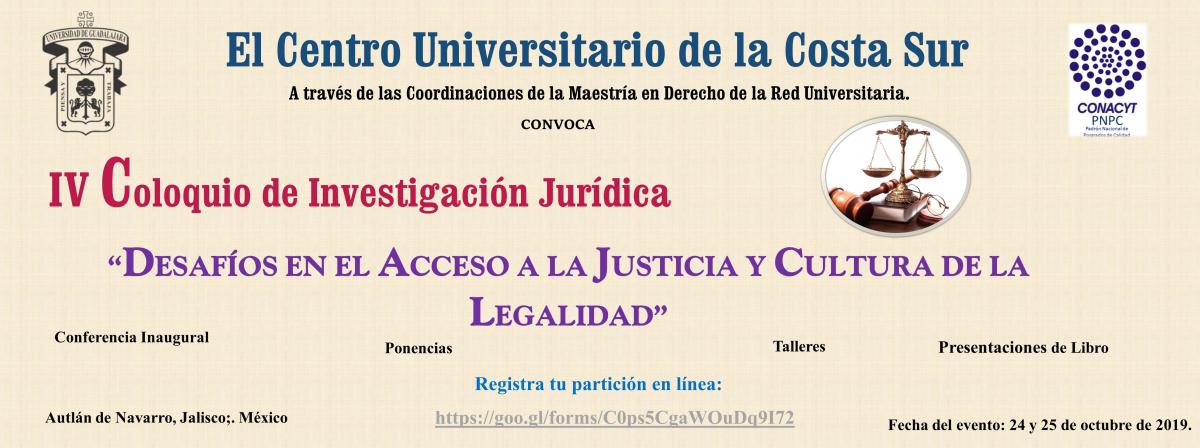 UNIVERSIDAD DE GUADALAJARA
PIENSA Y
TRABAJA
El Centro Universitario de la Costa Sur
A través de las Coordinaciones de la Maestría en Derecho de la Red Universitaria.
CONVOCA
CONACYT
PNPC
Padrón Nacional de
Posgrados de Calidad
IV Coloquio de Investigación Jurídica
“DESAFÍOS EN EL ACCESO A LA JUSTICIA Y CULTURA DE LA
LEGALIDAD”
Conferencia Inaugural
Ponencias
Talleres
Presentaciones de Libro
Registra tu partición en línea:
Autlán de Navarro, Jalisco;. México
https://goo.gl/forms/C0ps5CgaWOuDq9I72
Fecha del evento: 24 y 25 de octubre de 2019.